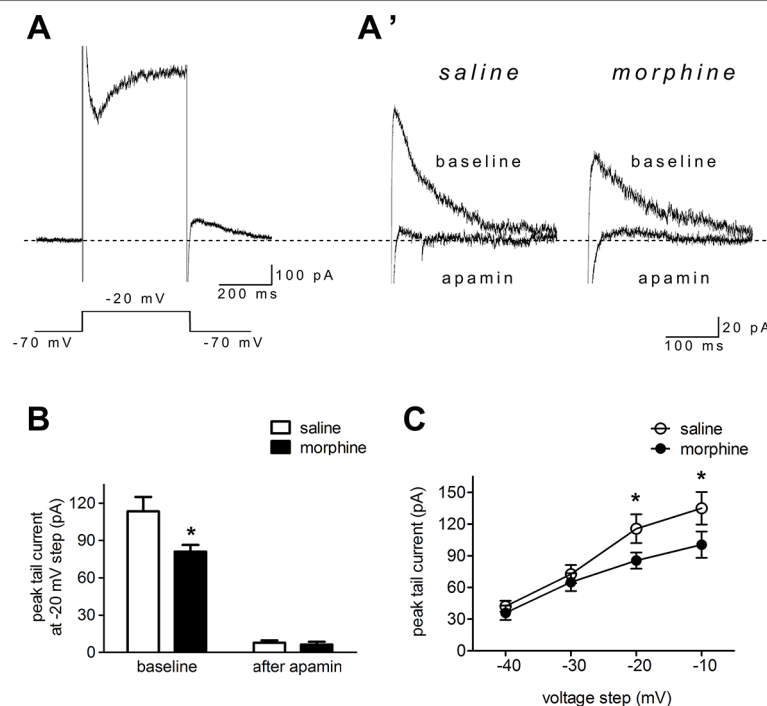 A
A'
saline
morphine
baseline
baseline
apamin
apamin
100 pA
200 ms
-20 mV
-70 mV
-70 mV
20 pA
100 ms
B
saline
morphine
peak tail current
at -20 mV step (pA)
120
90
60
30
0
*
baseline
after apamin
C
saline
morphine
peak tail current (pA)
150
120
90
60
30
0
*
*
-40
-30
-20
-10
voltage step (mV)